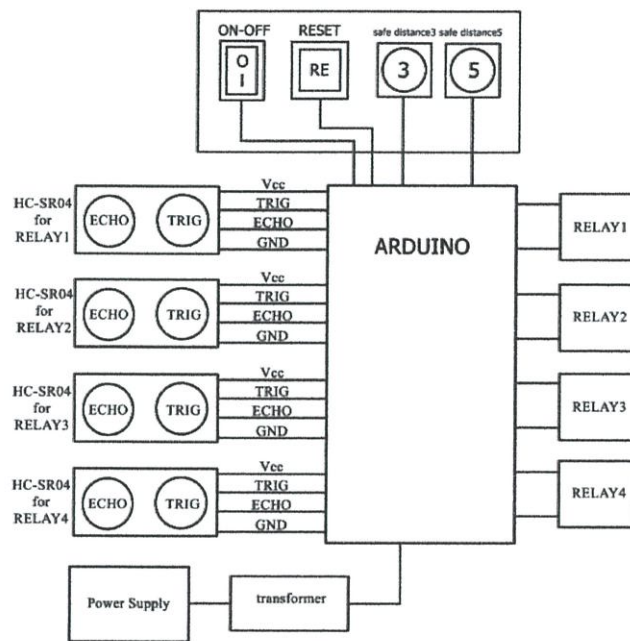 ON-OFF
RESET
safe distance3
safe distance5
O
I
RE
3
5
HC-SR04
for
RELAY1
ECHO
TRIG
Vcc
TRIG
ECHO
GND
ARDUINO
RELAY1
HC-SR04
for
RELAY2
ECHO
TRIG
Vcc
TRIG
ECHO
GND
RELAY2
HC-SR04
for
RELAY3
ECHO
TRIG
Vcc
TRIG
ECHO
GND
RELAY3
HC-SR04
for
RELAY4
ECHO
TRIG
Vcc
TRIG
ECHO
GND
RELAY4
Power Supply
transformer